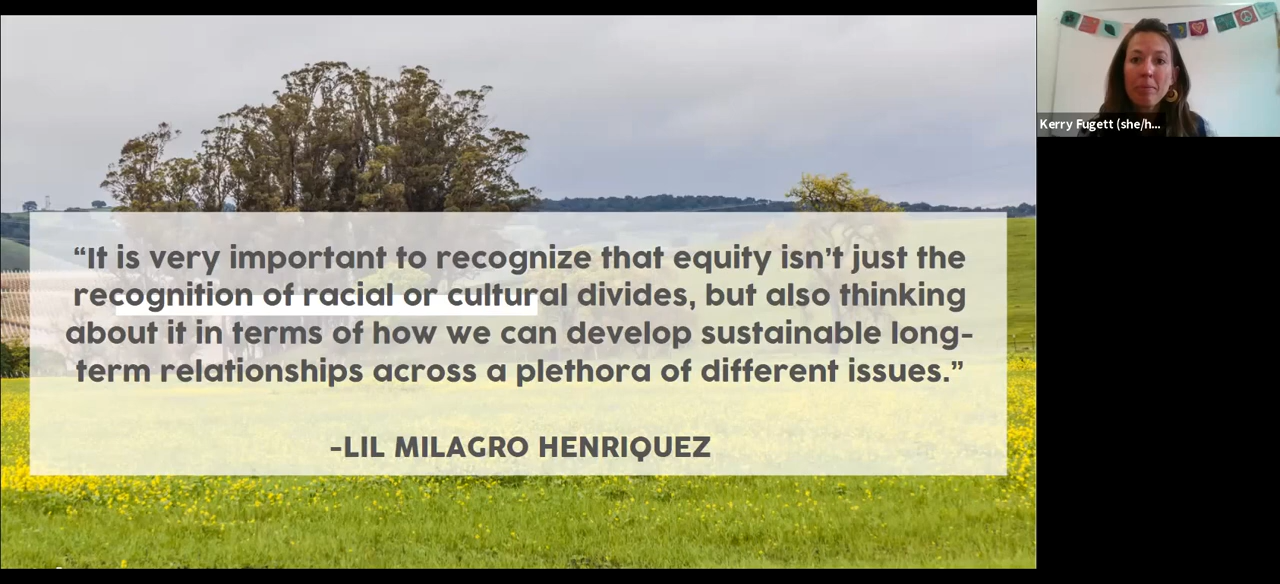 “It is very important to recognize that equity isn’t just the
recognition of racial or cultural divides, but also thinking
about it in terms of how we can develop sustainable long-
term relationships across a plethora of different issues.”
-LIL MILAGRO HENRIQUEZ
Kerry Fugett (she/h...